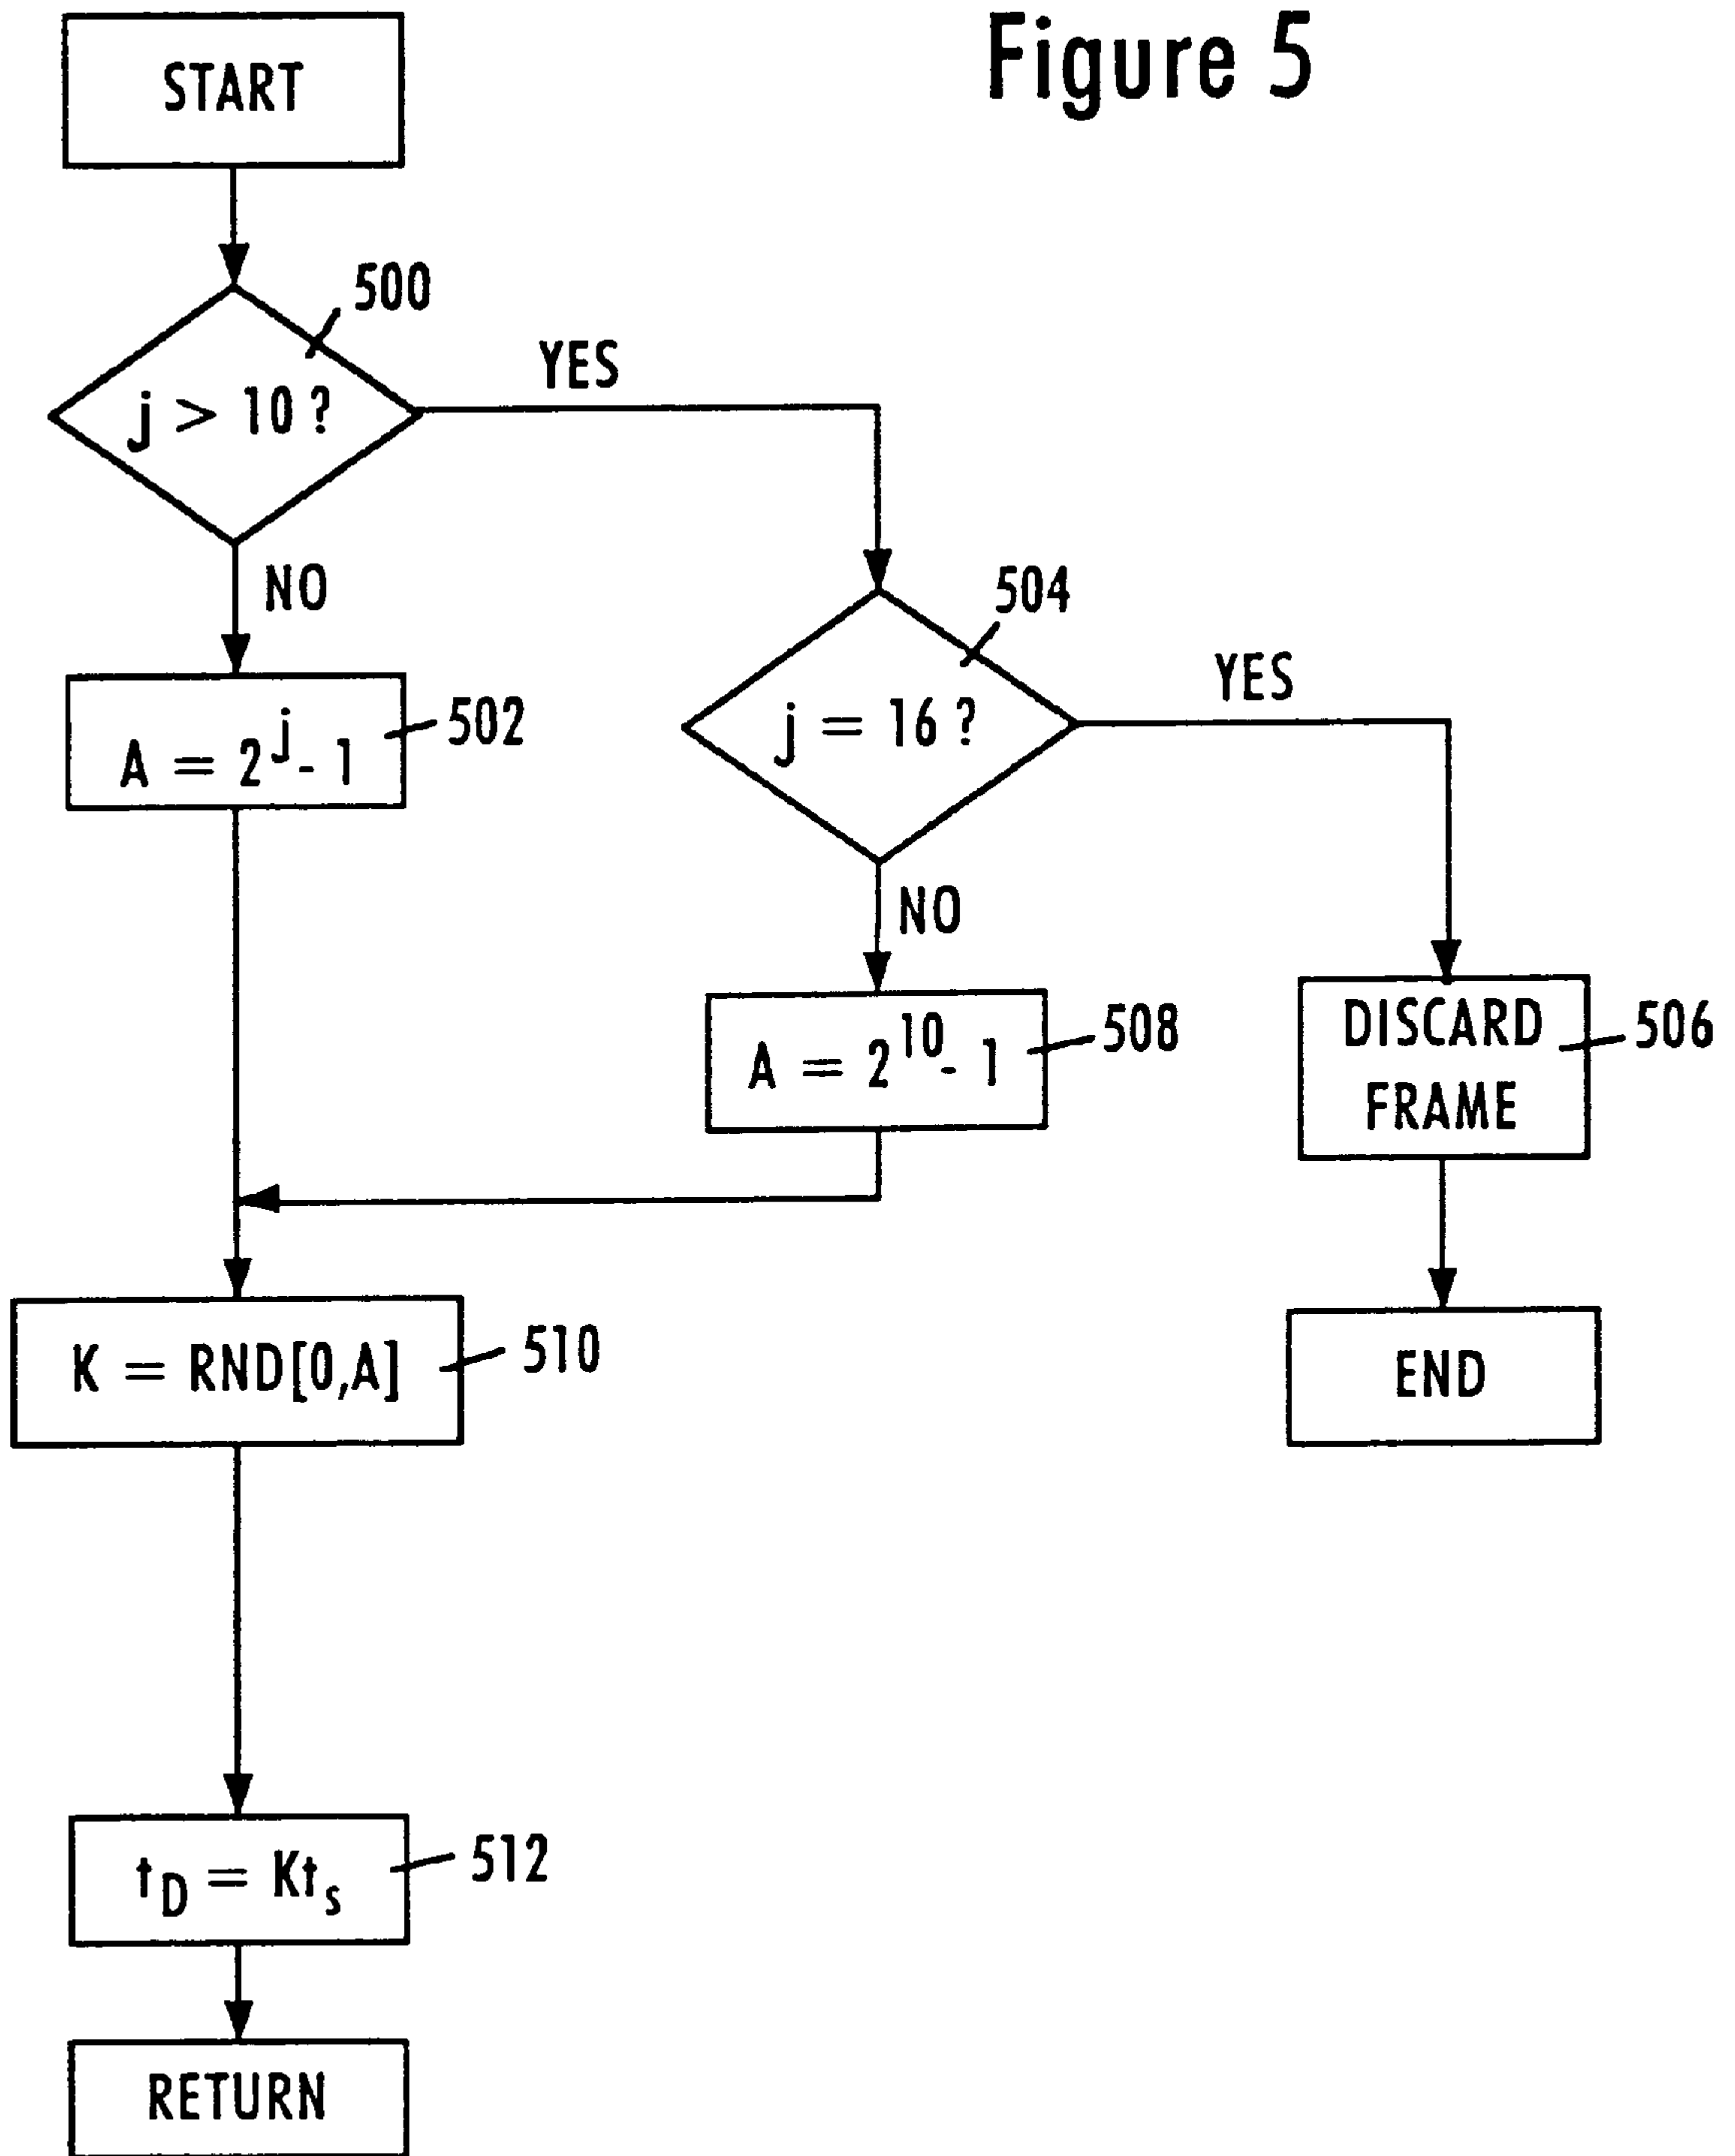 Figure 5
START
500
j > 10 ?
YES
NO
504
j = 16 ?
YES
A = 2^j - 1
502
NO
A = 2^10 - 1
508
DISCARD
FRAME
506
K = RND[0,A]
510
END
t_D = Kt_s
512
RETURN